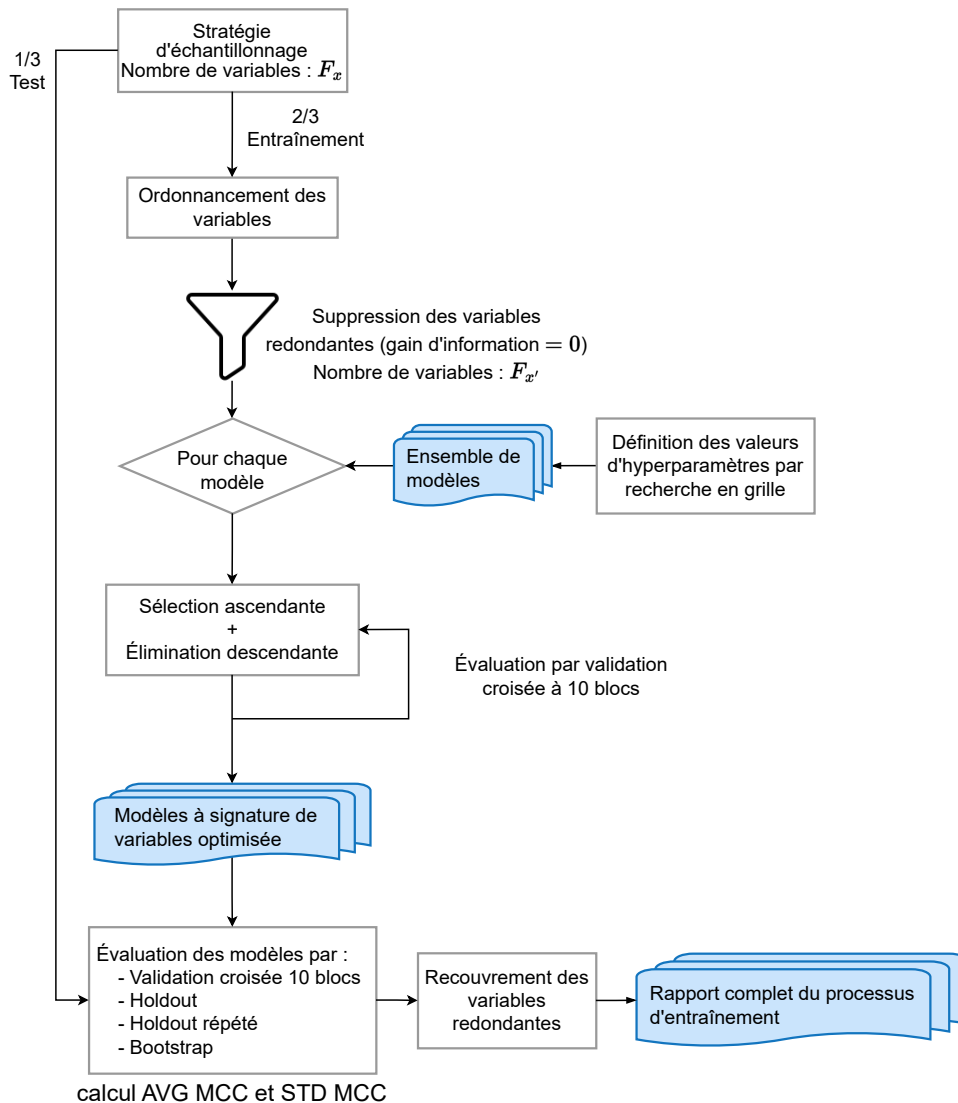 Stratégie
d'échantillonnage
Nombre de variables : Fₓ
1/3
Test
2/3
Entraînement
Ordonnancement des
variables
Suppression des variables
redondantes (gain d'information = 0)
Nombre de variables : Fₓ′
Pour chaque
modèle
Ensemble de
modèles
Définition des valeurs
d'hyperparamètres par
recherche en grille
Sélection ascendante
+
Élimination descendante
Évaluation par validation
croisée à 10 blocs
Modèles à signature de
variables optimisée
Évaluation des modèles par :
- Validation croisée 10 blocs
- Holdout
- Holdout répété
- Bootstrap
calcul AVG MCC et STD MCC
Recouvrement des
variables
redondantes
Rapport complet du processus
d'entraînement